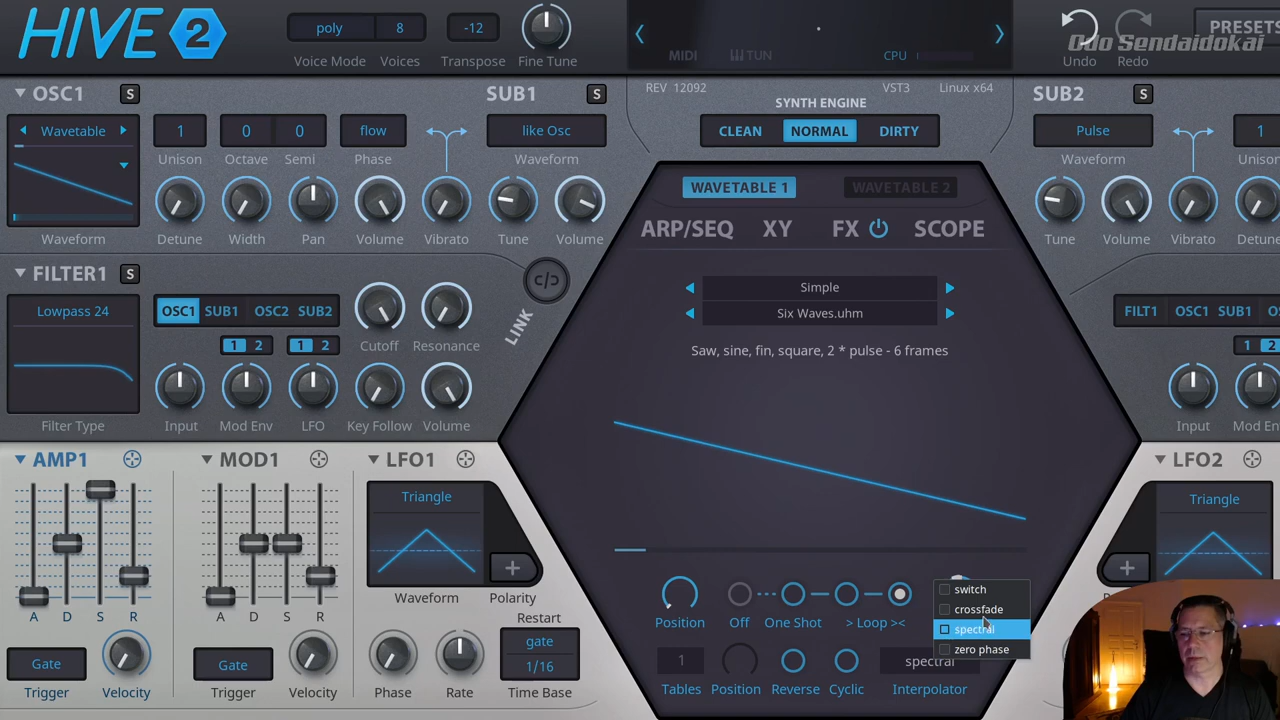 HIVE 2
poly 8 -12
Voice Mode Voices Transpose Fine Tune
MIDI TUN CPU
Undo Redo
PRESETS
Odo Sendaidokai
OSC1 S
Wavetable
Waveform
1 0 0 flow
Unison Octave Semi Phase
Detune Width Pan Volume Vibrato
SUB1 S
like Osc
Waveform
Tune Volume
REV 12092 VST3 Linux x64
SYNTH ENGINE
CLEAN NORMAL DIRTY
SUB2 S
Pulse 1
Waveform Unison
Tune Volume Vibrato Detune
WAVETABLE 1 WAVETABLE 2
ARP/SEQ XY FX SCOPE
Simple
Six Waves.uhm
Saw, sine, fin, square, 2 * pulse - 6 frames
FILTER1 S
Lowpass 24
Filter Type
OSC1 SUB1 OSC2 SUB2
1 2 1 2
Cutoff Resonance
Input Mod Env LFO Key Follow Volume
LINK
FILT1 OSC1 SUB1
1 2
Input
AMP1
A D S R
Gate
Trigger Velocity
MOD1
A D S R
Gate
Trigger Velocity
LFO1
Triangle
Waveform Polarity
Restart
gate
1/16
Phase Rate Time Base
Position Off One Shot > Loop ><
1 spectral
Tables Position Reverse Cyclic Interpolator
switch
crossfade
spectral
zero phase
LFO2
Triangle